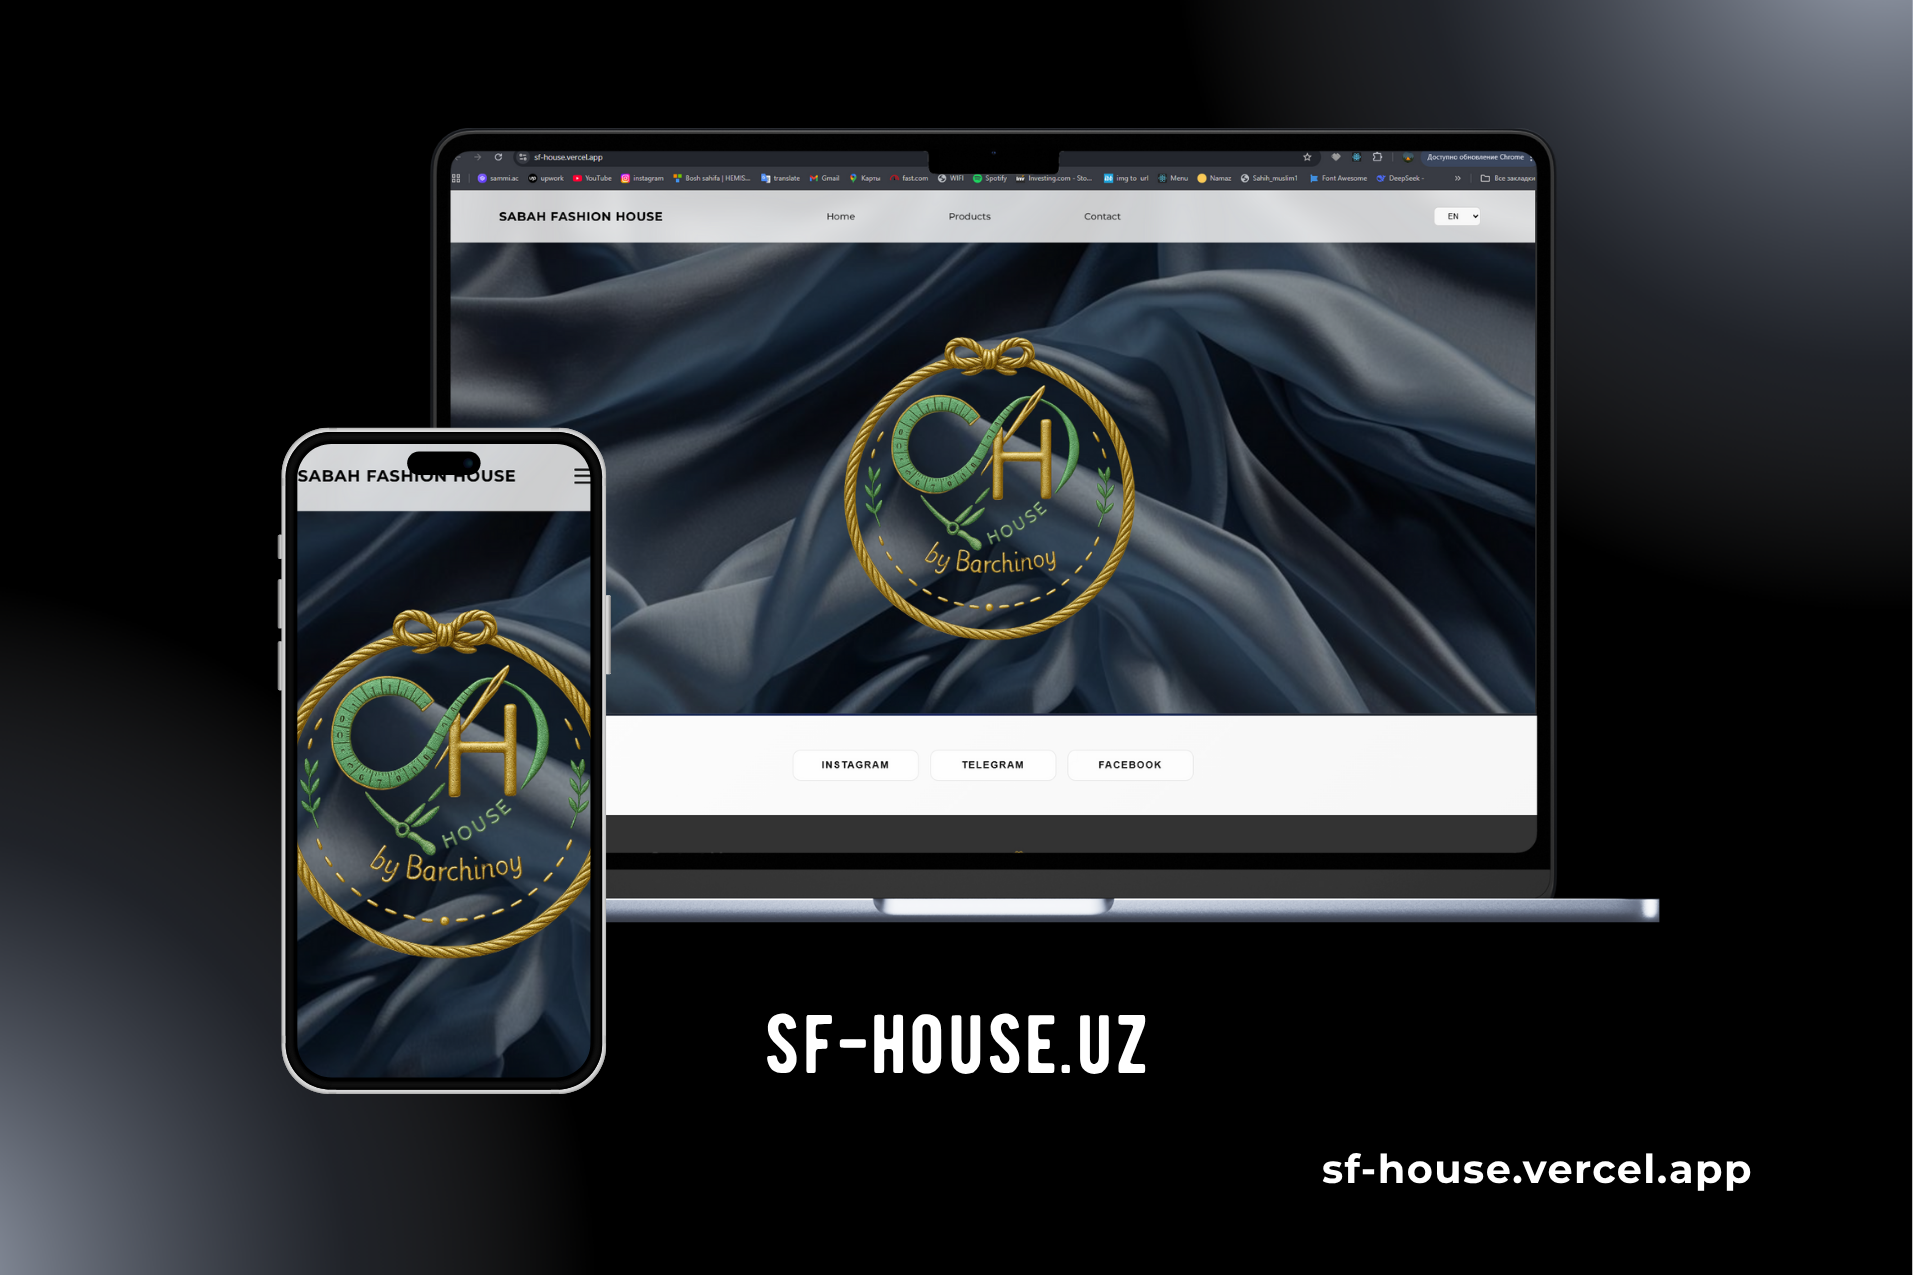 sf-house.vercel.app
Доступно обновление Chrome
sammi.ac upwork YouTube instagram Bosh sahifa | HEMIS... translate Gmail Карты fast.com WIFI Spotify Investing.com - Sto... img to url Menu Namaz Sahih_muslim1 Font Awesome DeepSeek - » Все закладки
SABAH FASHION HOUSE Home Products Contact EN
HOUSE
by Barchinoy
INSTAGRAM TELEGRAM FACEBOOK
SABAH FASHION HOUSE
HOUSE
by Barchinoy
SF-HOUSE.UZ
sf-house.vercel.app